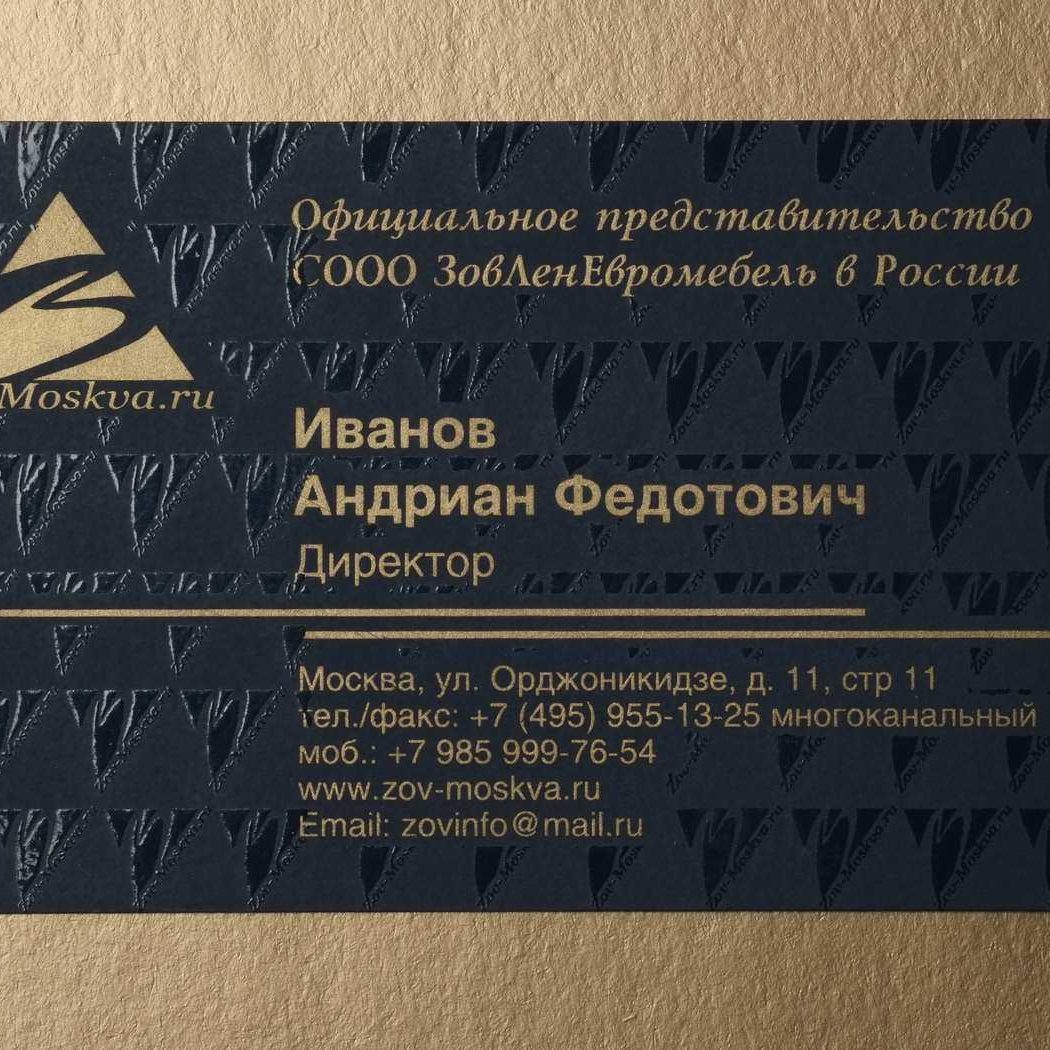 Официальное представительство
СООО ЗовЛенЕвромебель в России
Moskva.ru
Иванов
Андриан Федотович
Директор
Москва, ул. Орджоникидзе, д. 11, стр 11
тел./факс: +7 (495) 955-13-25 многоканальный
моб.: +7 985 999-76-54
www.zov-moskva.ru
Email: zovinfo@mail.ru